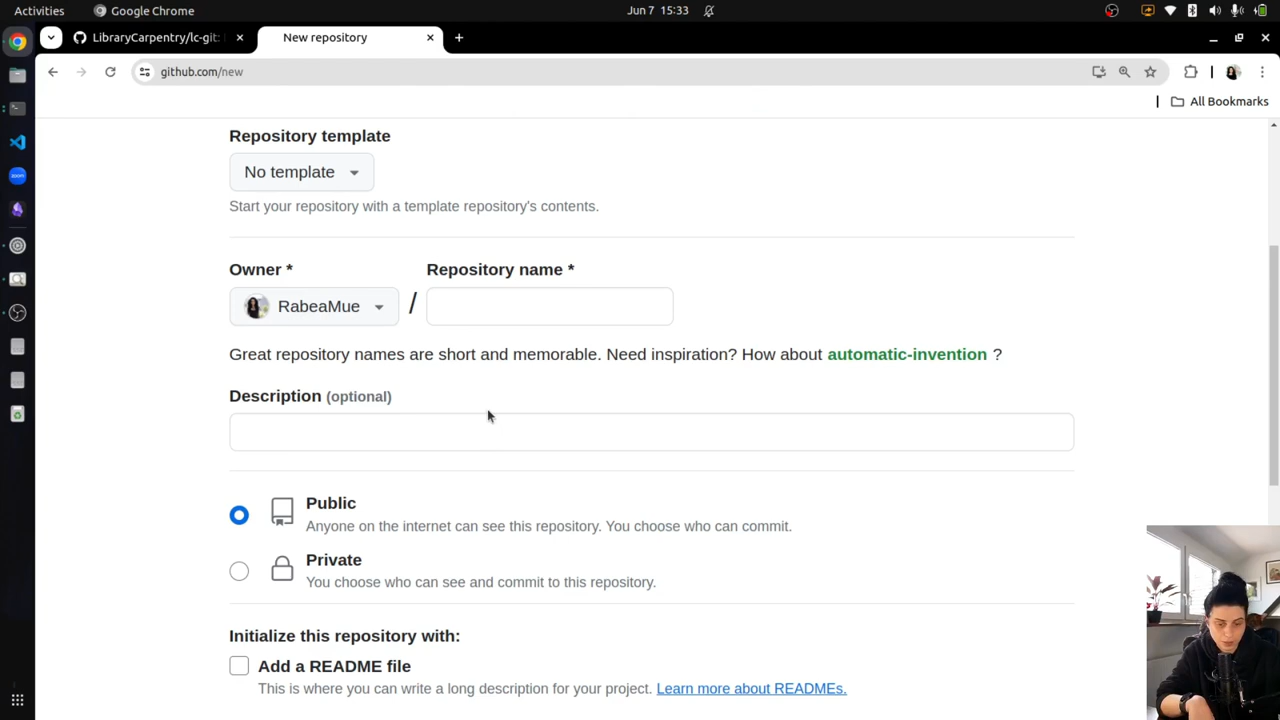 Activities
Google Chrome
Jun 7 15:33
LibraryCarpentry/lc-git:
New repository
github.com/new
All Bookmarks
Repository template
No template
Start your repository with a template repository's contents.
Owner *
Repository name *
RabeaMue
/
Great repository names are short and memorable. Need inspiration? How about automatic-invention ?
Description (optional)
Public
Anyone on the internet can see this repository. You choose who can commit.
Private
You choose who can see and commit to this repository.
Initialize this repository with:
Add a README file
This is where you can write a long description for your project. Learn more about READMEs.
zoom